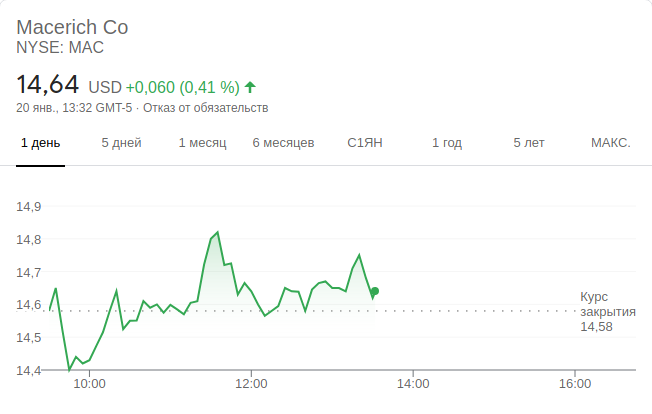 Macerich Co
NYSE: MAC
14,64 USD +0,060 (0,41 %)
20 янв., 13:32 GMT-5 · Отказ от обязательств
1 день 5 дней 1 месяц 6 месяцев С1ЯН 1 год 5 лет МАКС.
14,9
14,8
14,7
14,6
14,5
14,4
Курс
закрытия
14,58
10:00 12:00 14:00 16:00